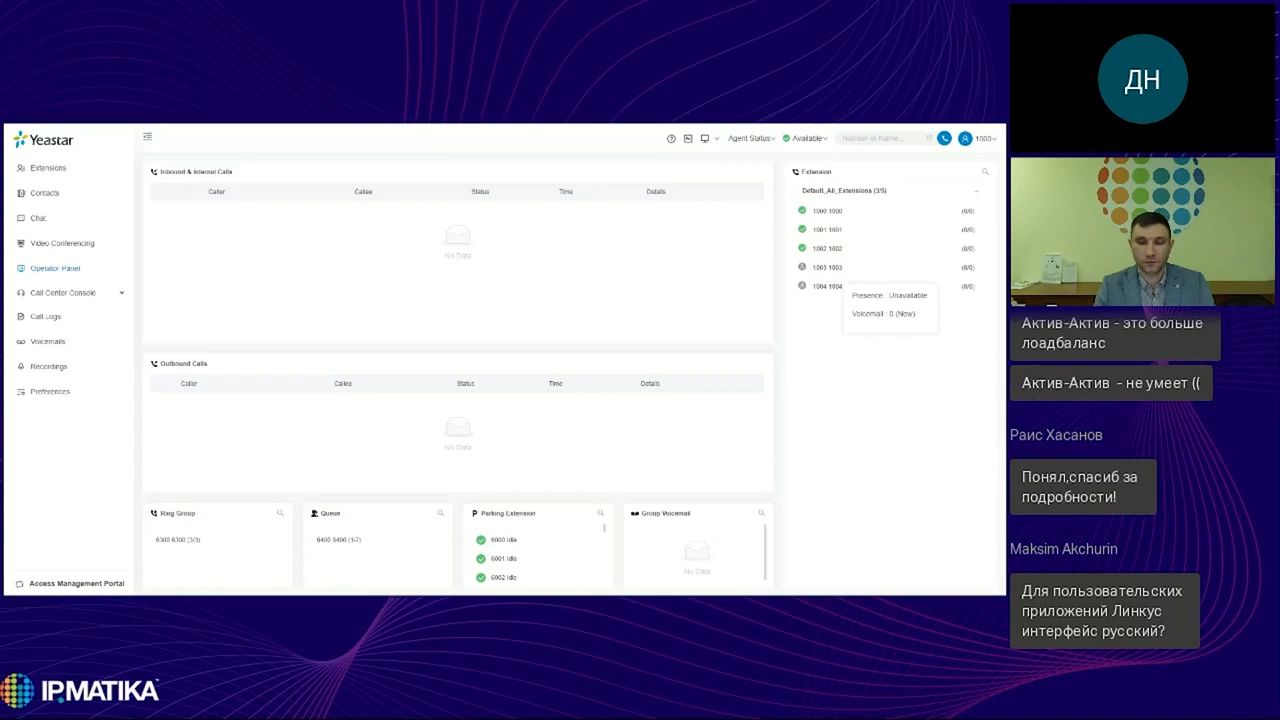 Yeastar
Agent Status
Available
Number or Name...
1000
Extensions
Contacts
Chat
Video Conferencing
Operator Panel
Call Center Console
Call Logs
Voicemails
Recordings
Preferences
Access Management Portal
Inbound & Internal Calls
Caller Callee Status Time Details
No Data
Outbound Calls
Caller Callee Status Time Details
No Data
Ring Group
6300 6300 (3/3)
Queue
6400 6400 (1/2)
Parking Extension
6000 Idle
6001 Idle
6002 Idle
Group Voicemail
No Data
Extension
Default_All_Extensions (3/5)
1000 1000 (0/0)
1001 1001 (0/0)
1002 1002 (0/0)
1003 1003 (0/0)
1004 1004 (0/0)
Presence : Unavailable
Voicemail : 0 (New)
ДН
Актив-Актив - это больше
лоадбаланс
Актив-Актив - не умеет ((
Раис Хасанов
Понял,спасиб за
подробности!
Maksim Akchurin
Для пользовательских
приложений Линкус
интерфейс русский?
IPMATIKA